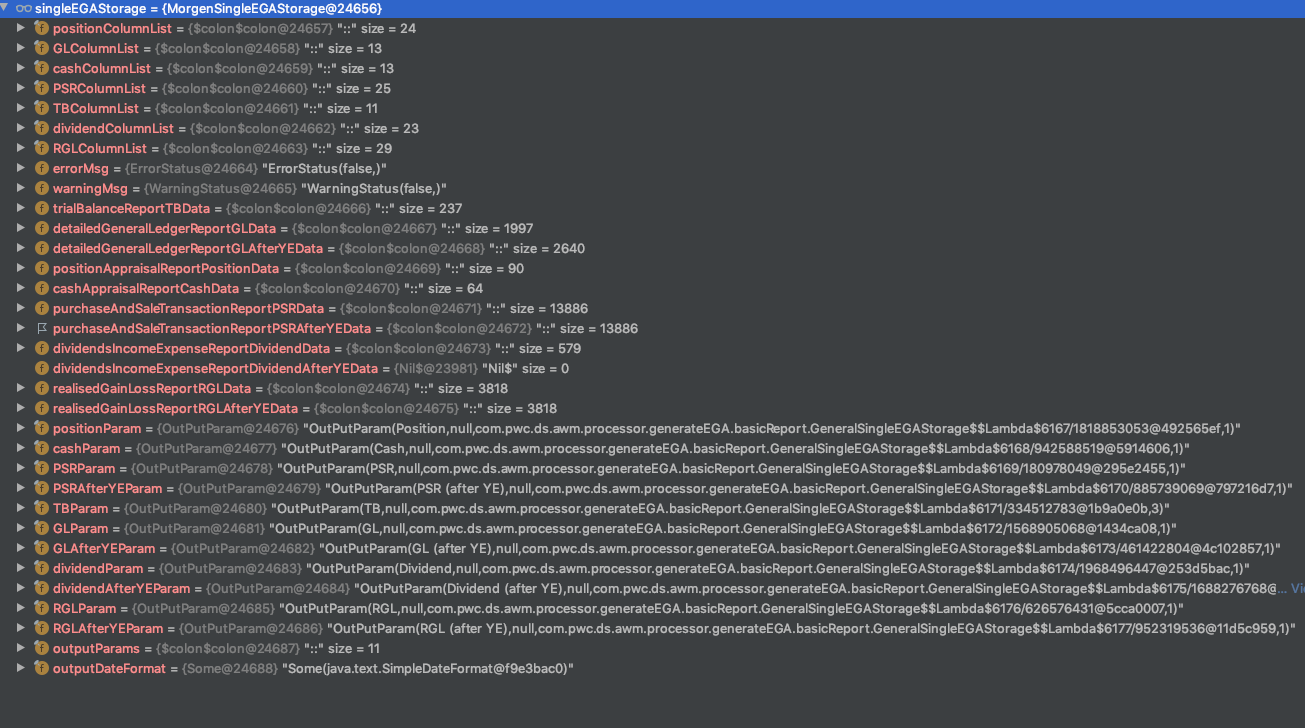 singleEGAStorage = {MorgenSingleEGAStorage@24656}
positionColumnList = {$colon$colon@24657} "::" size = 24
GLColumnList = {$colon$colon@24658} "::" size = 13
cashColumnList = {$colon$colon@24659} "::" size = 13
PSRColumnList = {$colon$colon@24660} "::" size = 25
TBColumnList = {$colon$colon@24661} "::" size = 11
dividendColumnList = {$colon$colon@24662} "::" size = 23
RGLColumnList = {$colon$colon@24663} "::" size = 29
errorMsg = {ErrorStatus@24664} "ErrorStatus(false,)"
warningMsg = {WarningStatus@24665} "WarningStatus(false,)"
trialBalanceReportTBData = {$colon$colon@24666} "::" size = 237
detailedGeneralLedgerReportGLData = {$colon$colon@24667} "::" size = 1997
detailedGeneralLedgerReportGLAfterYEData = {$colon$colon@24668} "::" size = 2640
positionAppraisalReportPositionData = {$colon$colon@24669} "::" size = 90
cashAppraisalReportCashData = {$colon$colon@24670} "::" size = 64
purchaseAndSaleTransactionReportPSRData = {$colon$colon@24671} "::" size = 13886
purchaseAndSaleTransactionReportPSRAfterYEData = {$colon$colon@24672} "::" size = 13886
dividendsIncomeExpenseReportDividendData = {$colon$colon@24673} "::" size = 579
dividendsIncomeExpenseReportDividendAfterYEData = {Nil$@23981} "Nil$" size = 0
realisedGainLossReportRGLData = {$colon$colon@24674} "::" size = 3818
realisedGainLossReportRGLAfterYEData = {$colon$colon@24675} "::" size = 3818
positionParam = {OutPutParam@24676} "OutPutParam(Position,null,com.pwc.ds.awm.processor.generateEGA.basicReport.GeneralSingleEGAStorage$$Lambda$6167/1818853053@492565ef,1)"
cashParam = {OutPutParam@24677} "OutPutParam(Cash,null,com.pwc.ds.awm.processor.generateEGA.basicReport.GeneralSingleEGAStorage$$Lambda$6168/942588519@5914606,1)"
PSRParam = {OutPutParam@24678} "OutPutParam(PSR,null,com.pwc.ds.awm.processor.generateEGA.basicReport.GeneralSingleEGAStorage$$Lambda$6169/180978049@295e2455,1)"
PSRAfterYEParam = {OutPutParam@24679} "OutPutParam(PSR (after YE),null,com.pwc.ds.awm.processor.generateEGA.basicReport.GeneralSingleEGAStorage$$Lambda$6170/885739069@797216d7,1)"
TBParam = {OutPutParam@24680} "OutPutParam(TB,null,com.pwc.ds.awm.processor.generateEGA.basicReport.GeneralSingleEGAStorage$$Lambda$6171/334512783@1b9a0e0b,3)"
GLParam = {OutPutParam@24681} "OutPutParam(GL,null,com.pwc.ds.awm.processor.generateEGA.basicReport.GeneralSingleEGAStorage$$Lambda$6172/1568905068@1434ca08,1)"
GLAfterYEParam = {OutPutParam@24682} "OutPutParam(GL (after YE),null,com.pwc.ds.awm.processor.generateEGA.basicReport.GeneralSingleEGAStorage$$Lambda$6173/461422804@4c102857,1)"
dividendParam = {OutPutParam@24683} "OutPutParam(Dividend,null,com.pwc.ds.awm.processor.generateEGA.basicReport.GeneralSingleEGAStorage$$Lambda$6174/1968496447@253d5bac,1)"
dividendAfterYEParam = {OutPutParam@24684} "OutPutParam(Dividend (after YE),null,com.pwc.ds.awm.processor.generateEGA.basicReport.GeneralSingleEGAStorage$$Lambda$6175/1688276768@... Vi
RGLParam = {OutPutParam@24685} "OutPutParam(RGL,null,com.pwc.ds.awm.processor.generateEGA.basicReport.GeneralSingleEGAStorage$$Lambda$6176/626576431@5cca0007,1)"
RGLAfterYEParam = {OutPutParam@24686} "OutPutParam(RGL (after YE),null,com.pwc.ds.awm.processor.generateEGA.basicReport.GeneralSingleEGAStorage$$Lambda$6177/952319536@11d5c959,1)"
outputParams = {$colon$colon@24687} "::" size = 11
outputDateFormat = {Some@24688} "Some(java.text.SimpleDateFormat@f9e3bac0)"